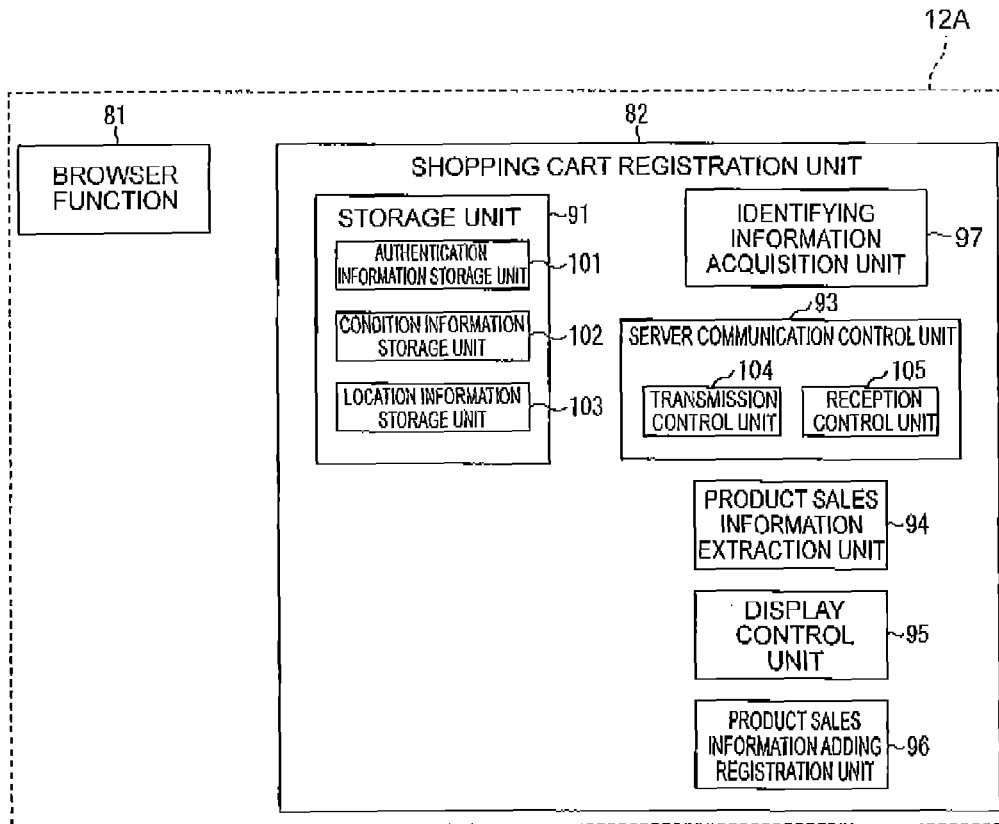 12A
81
BROWSER
FUNCTION
82
SHOPPING CART REGISTRATION UNIT
STORAGE UNIT
91
AUTHENTICATION
INFORMATION STORAGE UNIT
101
CONDITION INFORMATION
STORAGE UNIT
102
LOCATION INFORMATION
STORAGE UNIT
103
IDENTIFYING
INFORMATION
ACQUISITION UNIT
97
93
SERVER COMMUNICATION CONTROL UNIT
104
TRANSMISSION
CONTROL UNIT
105
RECEPTION
CONTROL UNIT
PRODUCT SALES
INFORMATION
EXTRACTION UNIT
94
DISPLAY
CONTROL
UNIT
95
PRODUCT SALES
INFORMATION ADDING
REGISTRATION UNIT
96